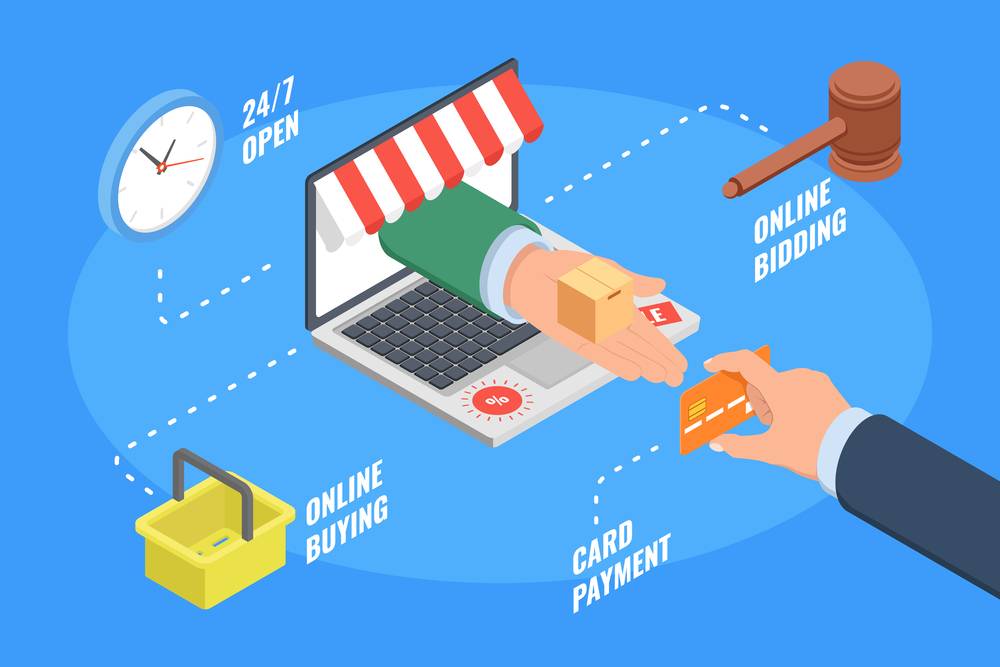 24/7
OPEN
ONLINE
BIDDING
%
ONLINE
BUYING
CARD
PAYMENT